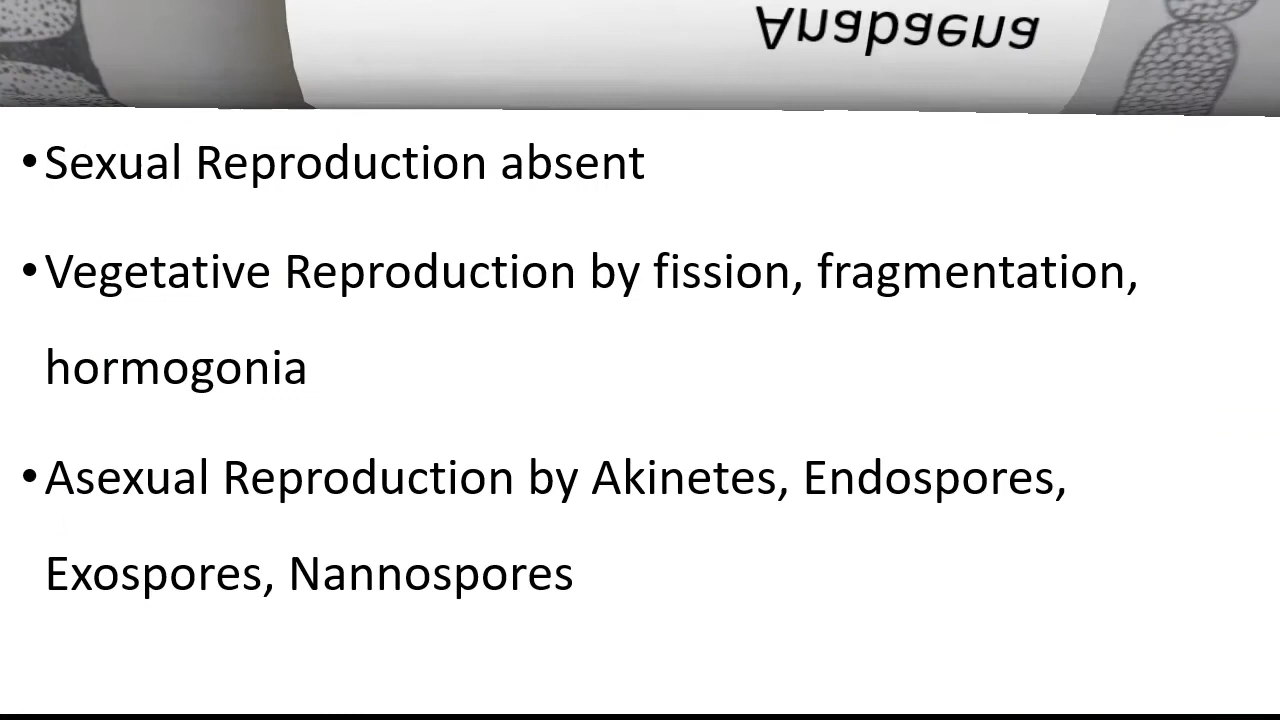 Anabaena
•Sexual Reproduction absent
•Vegetative Reproduction by fission, fragmentation,
hormogonia
•Asexual Reproduction by Akinetes, Endospores,
Exospores, Nannospores